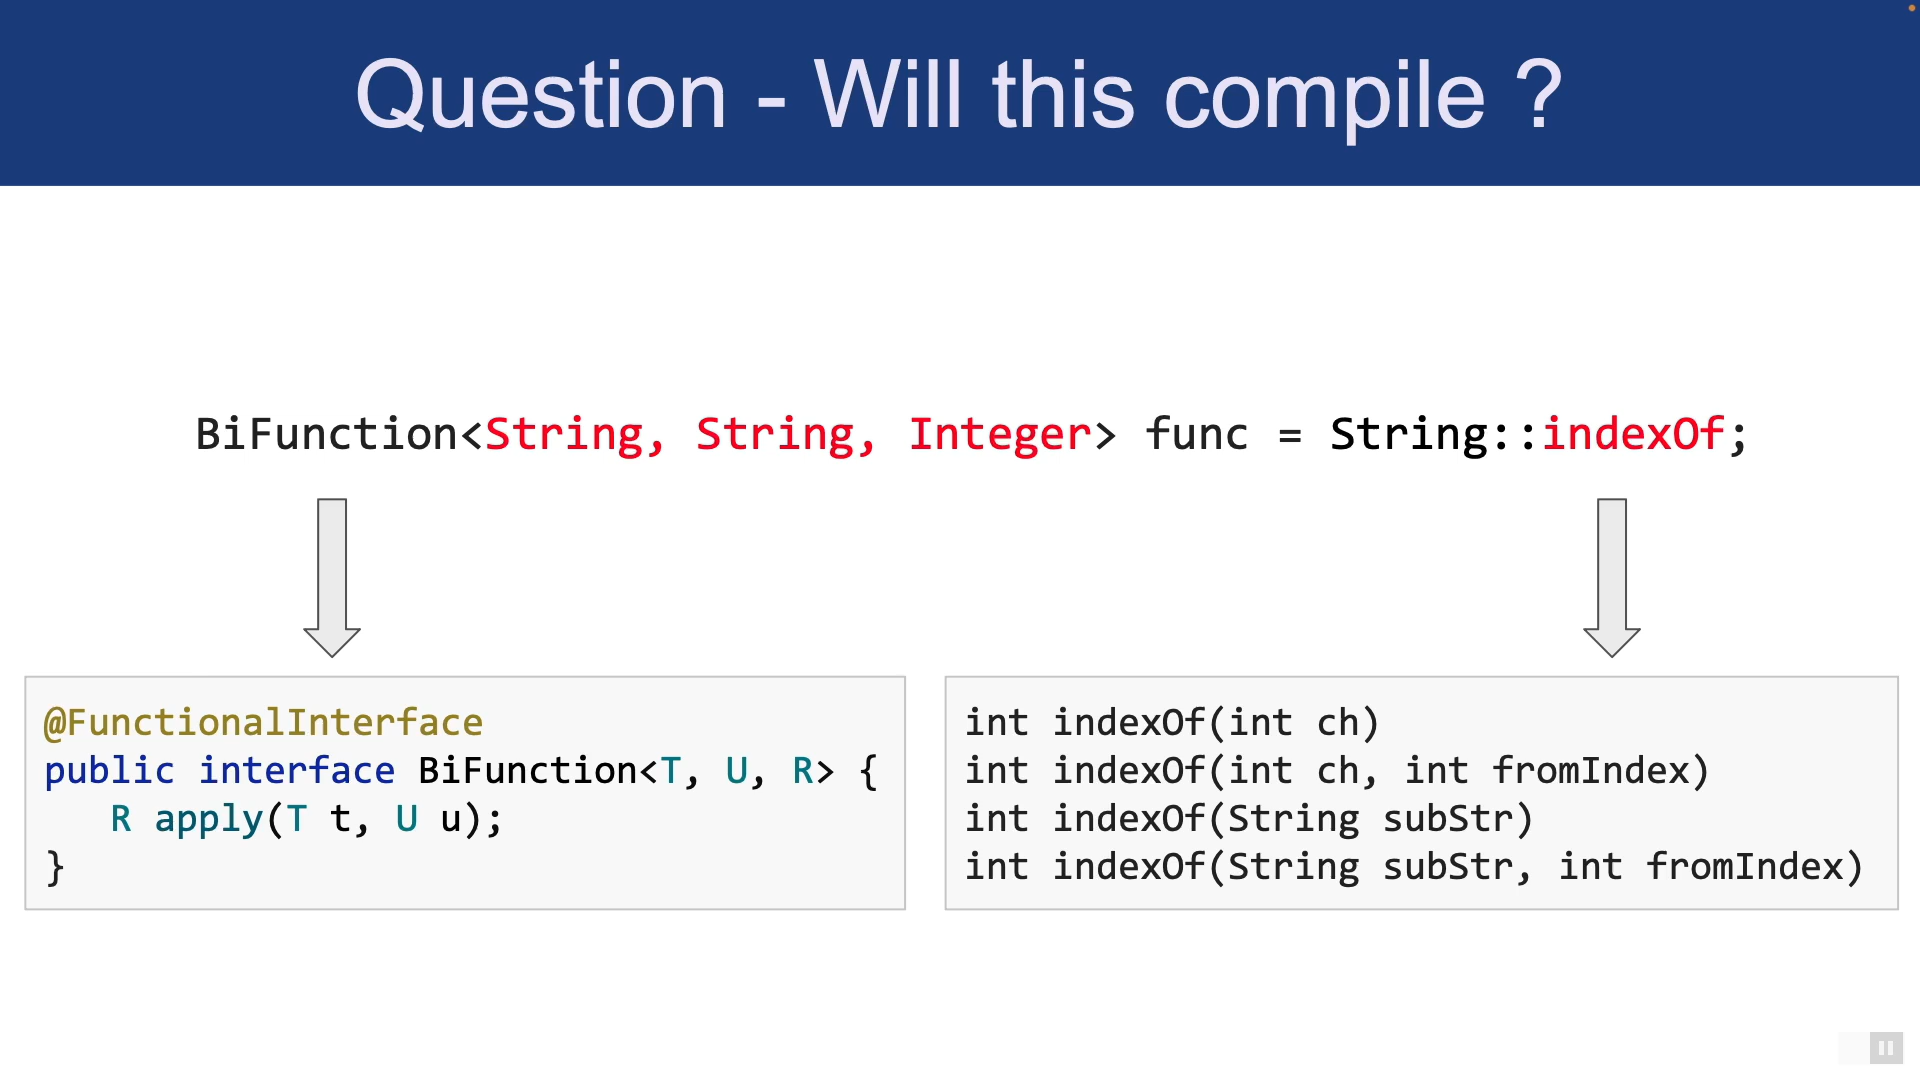 Question - Will this compile ?
BiFunction<String, String, Integer> func = String::indexOf;
@FunctionalInterface
public interface BiFunction<T, U, R> {
R apply(T t, U u);
}
int indexOf(int ch)
int indexOf(int ch, int fromIndex)
int indexOf(String subStr)
int indexOf(String subStr, int fromIndex)